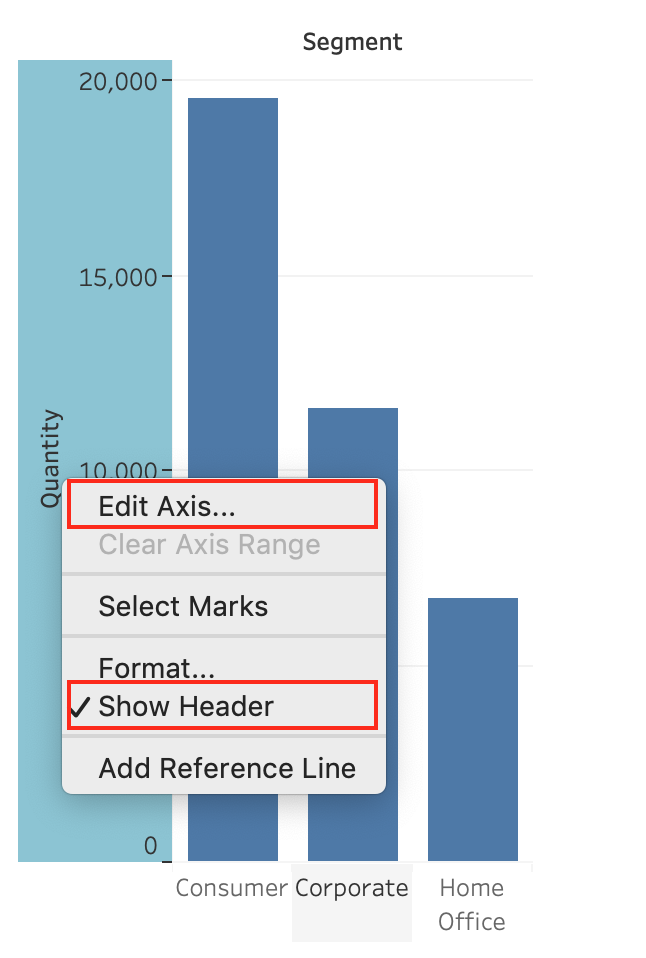 Segment
20,000
15,000
10,000
Quantity
Edit Axis...
Clear Axis Range
Select Marks
Format...
Show Header
Add Reference Line
0
Consumer Corporate Home
Office